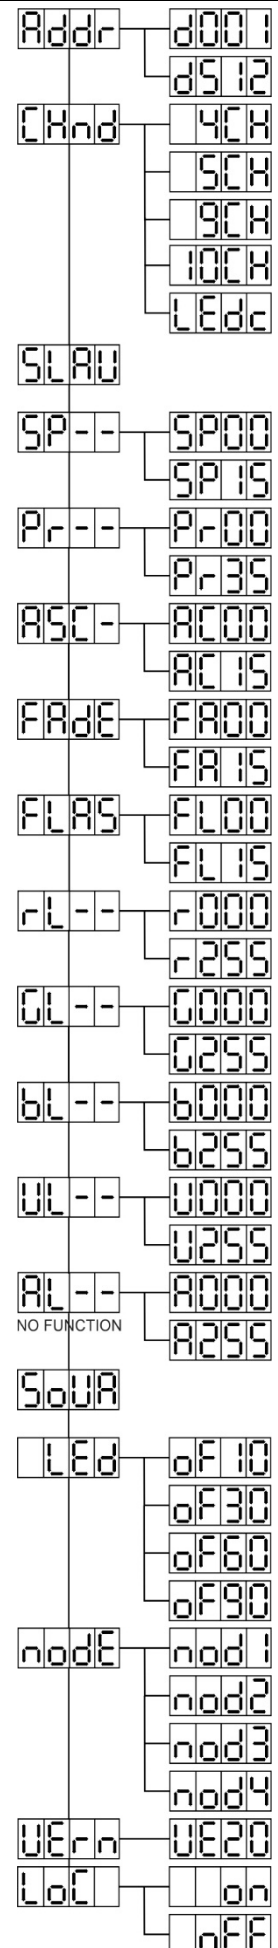 Addr d001
d512
CHnd 4CH
5CH
9CH
10CH
LEdc
SLAU
SP-- SP00
SP15
Pr-- Pr00
Pr35
ASC- AC00
AC15
FAdE FA00
FA15
FLAS FL00
FL15
rL-- r000
r255
GL-- G000
G255
bL-- b000
b255
UL-- U000
U255
AL-- A000
NO FUNCTION
A255
SoUA
LEd oF10
oF30
oF60
oF90
nodE nod1
nod2
nod3
nod4
UErn UE20
LoC on
oFF